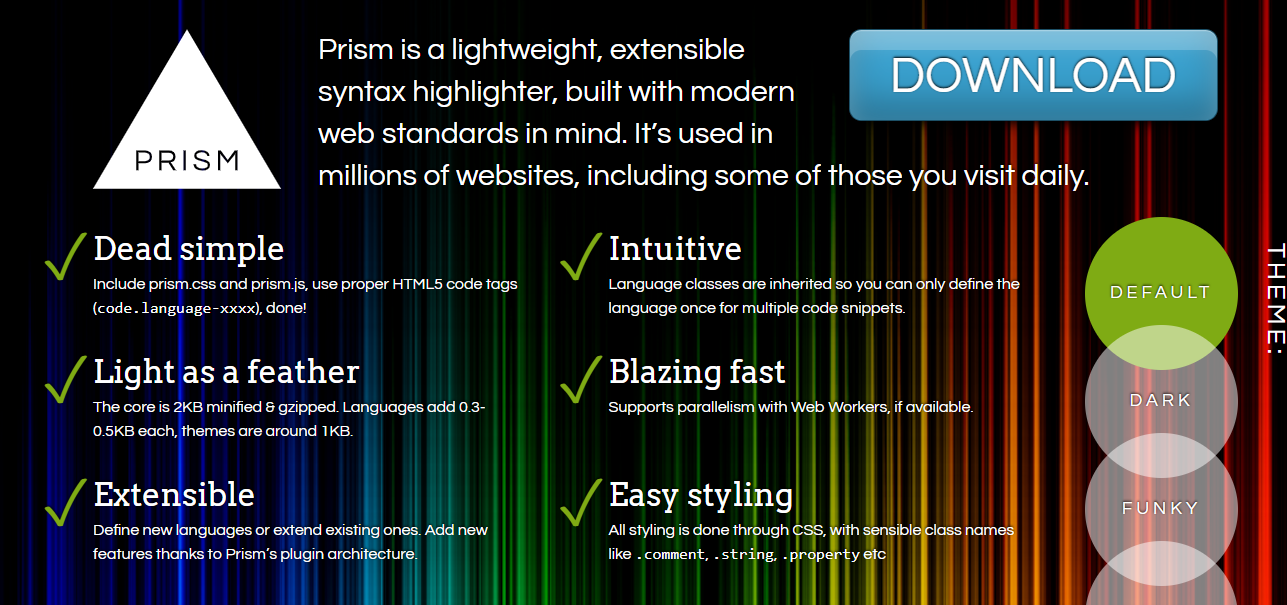 PRISM
Prism is a lightweight, extensible
syntax highlighter, built with modern
web standards in mind. It’s used in
millions of websites, including some of those you visit daily.
DOWNLOAD
Dead simple
Include prism.css and prism.js, use proper HTML5 code tags
(code.language-xxxx), done!
Intuitive
Language classes are inherited so you can only define the
language once for multiple code snippets.
Light as a feather
The core is 2KB minified & gzipped. Languages add 0.3-
0.5KB each, themes are around 1KB.
Blazing fast
Supports parallelism with Web Workers, if available.
Extensible
Define new languages or extend existing ones. Add new
features thanks to Prism’s plugin architecture.
Easy styling
All styling is done through CSS, with sensible class names
like .comment, .string, .property etc
THEME:
DEFAULT
DARK
FUNKY